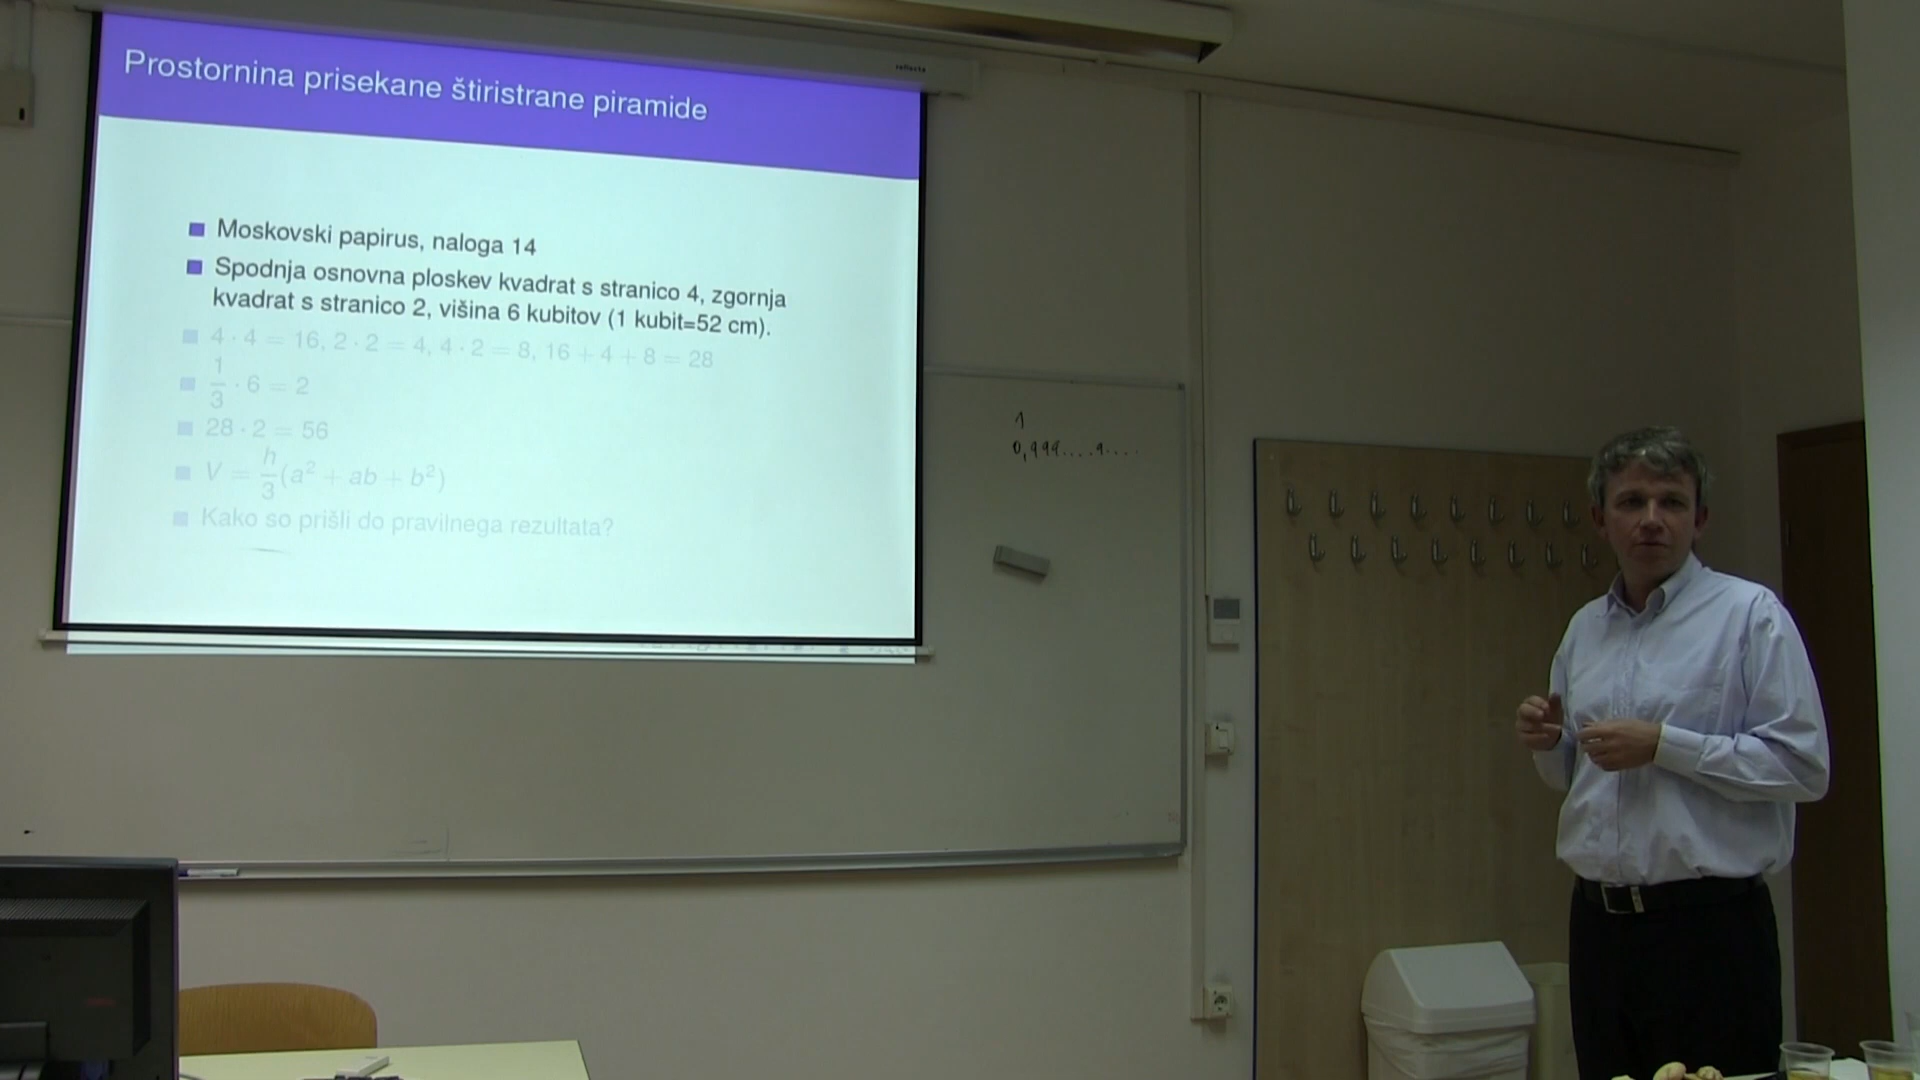 Prostornina prisekane štiristrane piramide
reflecta
Moskovski papirus, naloga 14
Spodnja osnovna ploskev kvadrat s stranico 4, zgornja
kvadrat s stranico 2, višina 6 kubitov (1 kubit=52 cm).
4 · 4 = 16, 2 · 2 = 4, 4 · 2 = 8, 16 + 4 + 8 = 28
1/3 · 6 = 2
28 · 2 = 56
V = h/3(a² + ab + b²)
Kako so prišli do pravilnega rezultata?
1
0,999....9....